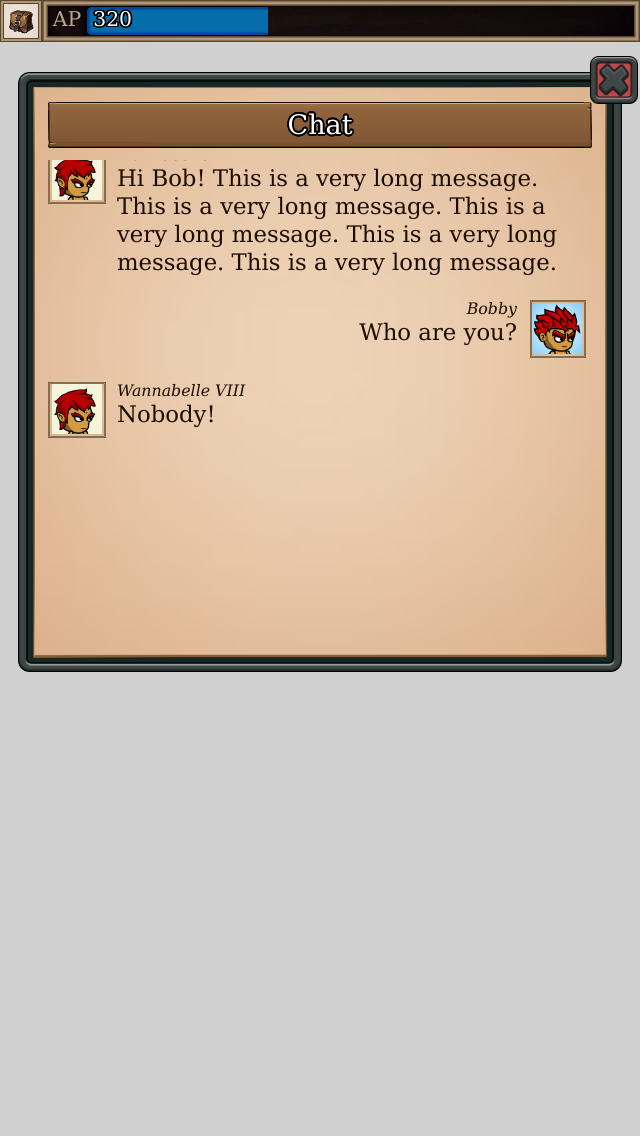 AP 320
Chat
Hi Bob! This is a very long message.
This is a very long message. This is a
very long message. This is a very long
message. This is a very long message.
Bobby
Who are you?
Wannabelle VIII
Nobody!